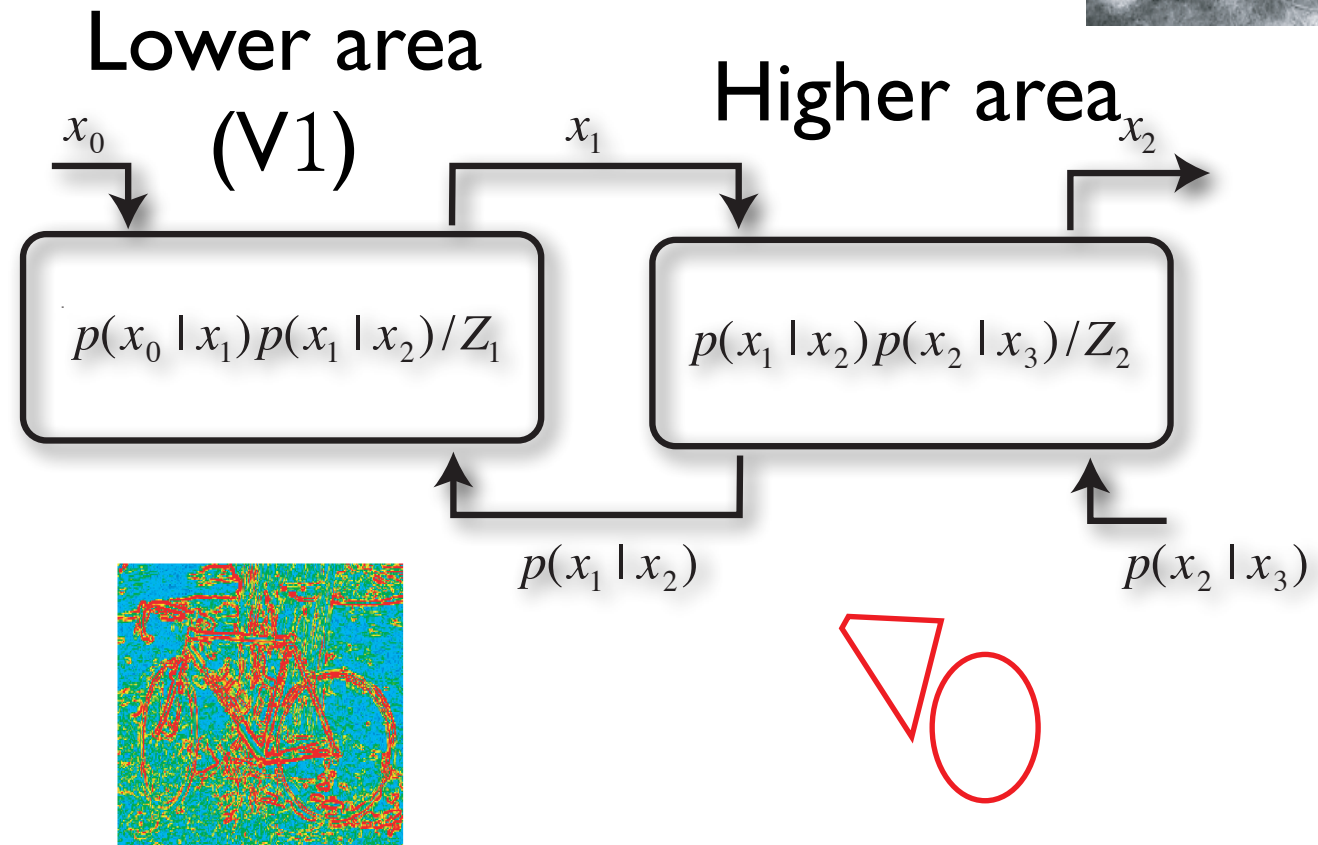 Lower area
(V1)
Higher area
x₀
x₁
x₂
p(x₀ | x₁)p(x₁ | x₂)/Z₁
p(x₁ | x₂)p(x₂ | x₃)/Z₂
p(x₁ | x₂)
p(x₂ | x₃)